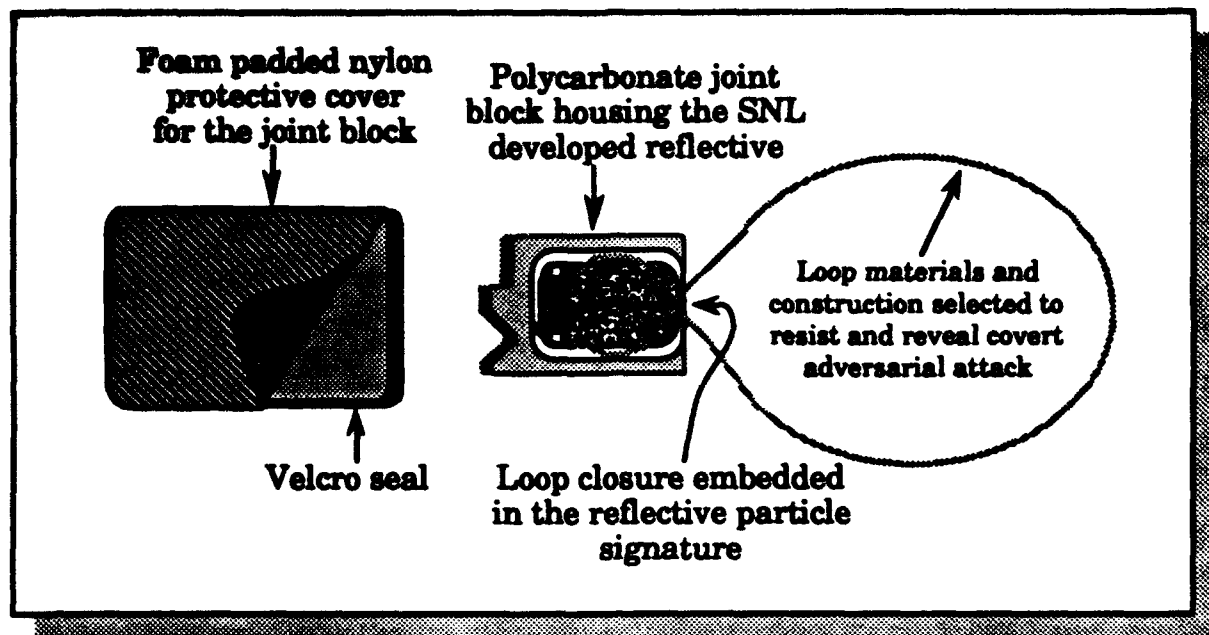 Foam padded nylon
protective cover
for the joint block
Polycarbonate joint
block housing the SNL
developed reflective
Loop materials and
construction selected to
resist and reveal covert
adversarial attack
Velcro seal
Loop closure embedded
in the reflective particle
signature